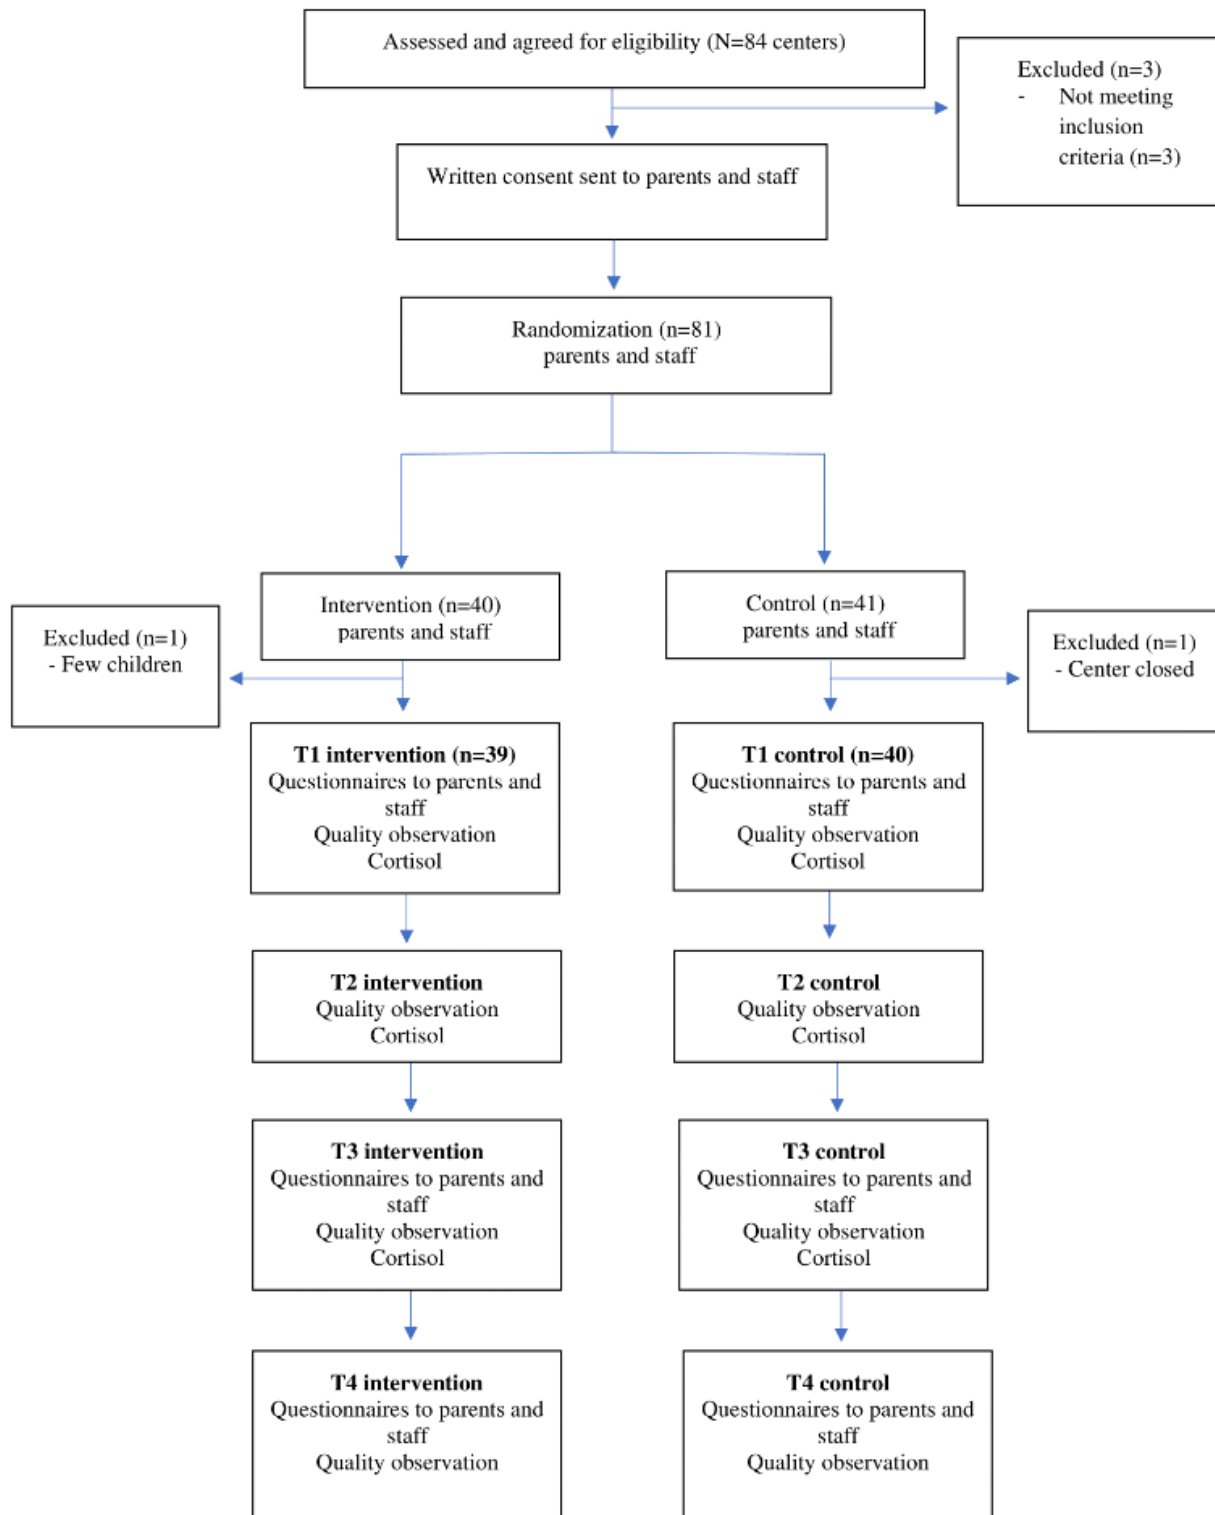 Assessed and agreed for eligibility (N=84 centers)
Excluded (n=3)
- Not meeting
inclusion
criteria (n=3)
Written consent sent to parents and staff
Randomization (n=81)
parents and staff
Intervention (n=40)
parents and staff
Control (n=41)
parents and staff
Excluded (n=1)
- Few children
Excluded (n=1)
- Center closed
T1 intervention (n=39)
Questionnaires to parents and
staff
Quality observation
Cortisol
T1 control (n=40)
Questionnaires to parents and
staff
Quality observation
Cortisol
T2 intervention
Quality observation
Cortisol
T2 control
Quality observation
Cortisol
T3 intervention
Questionnaires to parents and
staff
Quality observation
Cortisol
T3 control
Questionnaires to parents and
staff
Quality observation
Cortisol
T4 intervention
Questionnaires to parents and
staff
Quality observation
T4 control
Questionnaires to parents and
staff
Quality observation